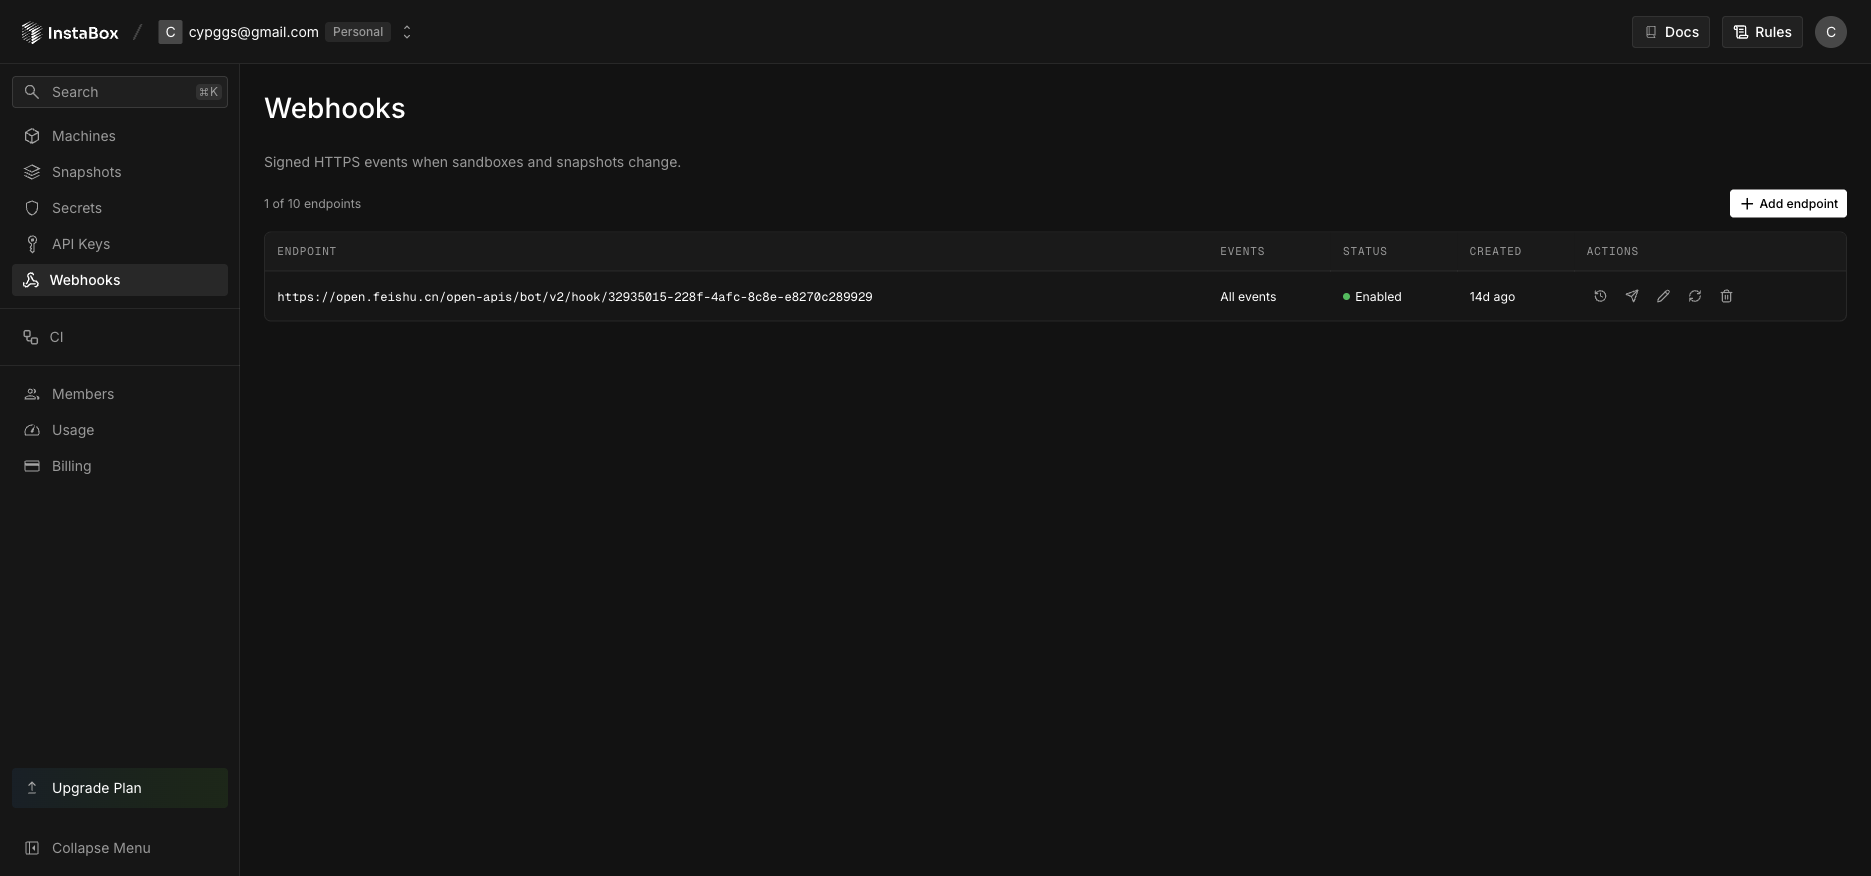 InstaBox / C cypggs@gmail.com Personal
Docs
Rules
C
Search ⌘K
Machines
Snapshots
Secrets
API Keys
Webhooks
CI
Members
Usage
Billing
Upgrade Plan
Collapse Menu
Webhooks
Signed HTTPS events when sandboxes and snapshots change.
1 of 10 endpoints
+ Add endpoint
ENDPOINT EVENTS STATUS CREATED ACTIONS
https://open.feishu.cn/open-apis/bot/v2/hook/32935015-228f-4afc-8c8e-e8270c289929 All events Enabled 14d ago